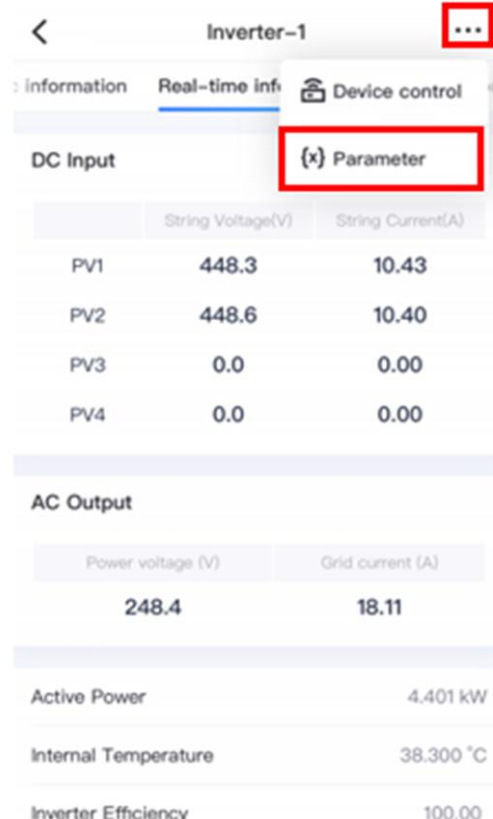 Inverter-1 ...
information Real-time inf
Device control
{x} Parameter
DC Input
String Voltage(V) String Current(A)
PV1 448.3 10.43
PV2 448.6 10.40
PV3 0.0 0.00
PV4 0.0 0.00
AC Output
Power voltage (V) Grid current (A)
248.4 18.11
Active Power 4.401 kW
Internal Temperature 38.300 °C
Inverter Efficiency 100.00